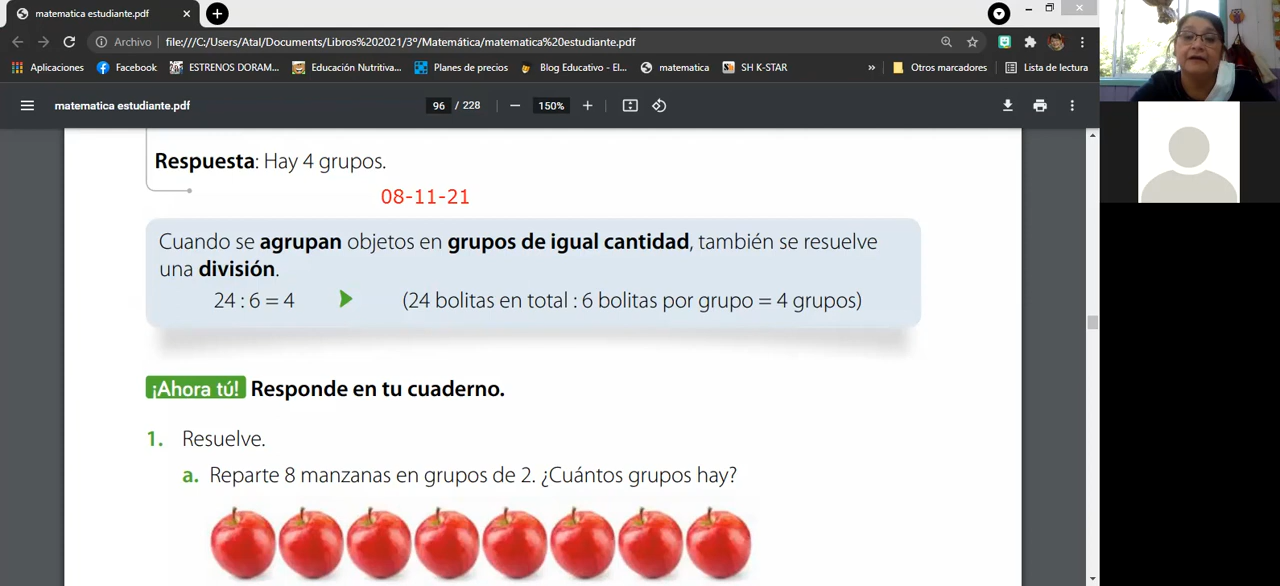 matematica estudiante.pdf
Archivo
file:///C:/Users/Atal/Documents/Libros%202021/3º/Matemática/matematica%20estudiante.pdf
Aplicaciones
Facebook
ESTRENOS DORAM...
Educación Nutritiva...
Planes de precios
Blog Educativo - El...
matematica
SH K-STAR
»
Otros marcadores
Lista de lectura
matematica estudiante.pdf
96 / 228
150%
Respuesta: Hay 4 grupos.
08-11-21
Cuando se agrupan objetos en grupos de igual cantidad, también se resuelve
una división.
24 : 6 = 4
(24 bolitas en total : 6 bolitas por grupo = 4 grupos)
¡Ahora tú! Responde en tu cuaderno.
1. Resuelve.
a. Reparte 8 manzanas en grupos de 2. ¿Cuántos grupos hay?